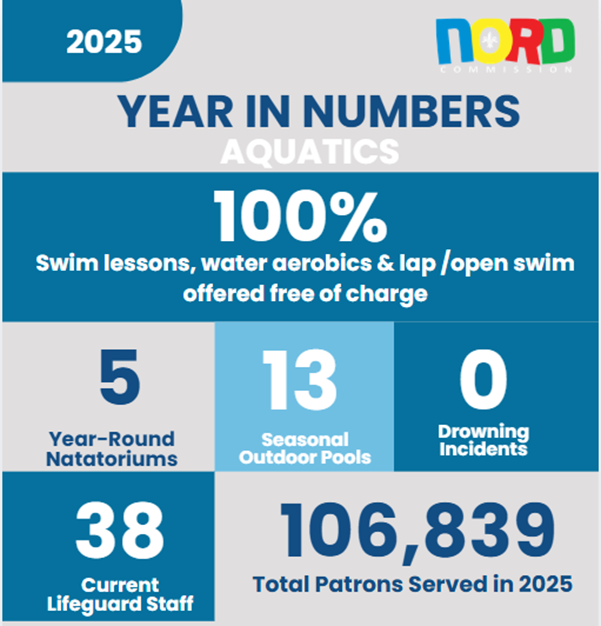 2025
NORD
COMMISSION
YEAR IN NUMBERS
AQUATICS
100%
Swim lessons, water aerobics & lap /open swim
offered free of charge
5
Year-Round
Natatoriums
13
Seasonal
Outdoor Pools
0
Drowning
Incidents
38
Current
Lifeguard Staff
106,839
Total Patrons Served in 2025